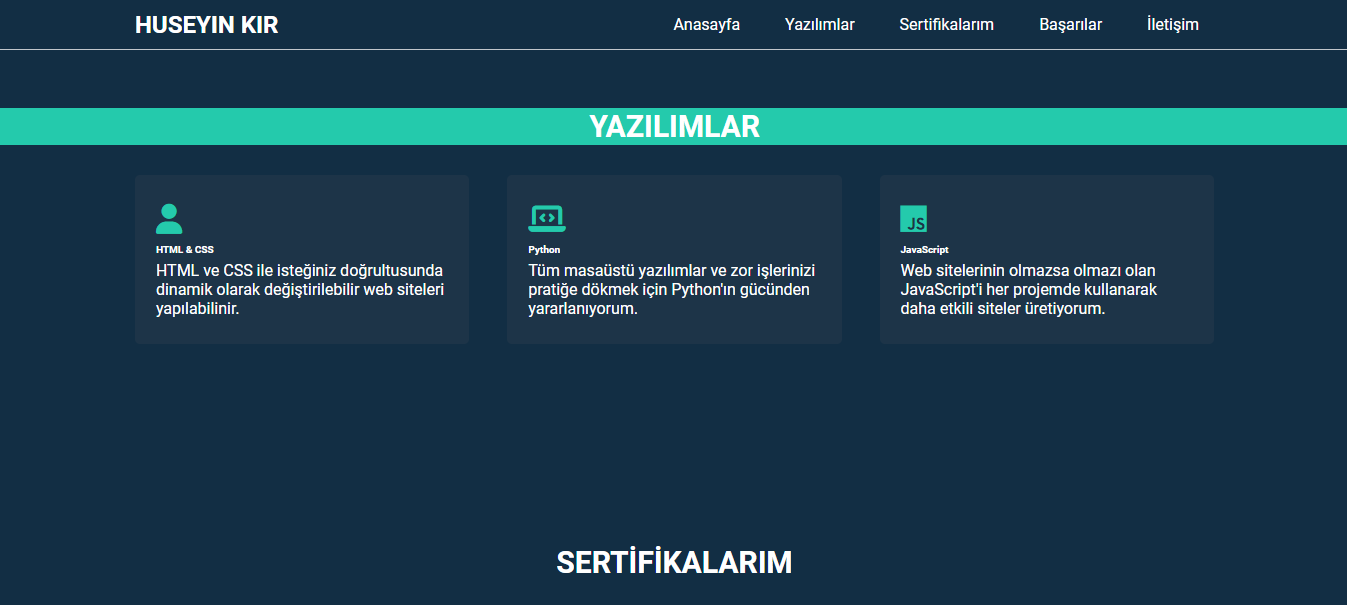 HUSEYIN KIR
Anasayfa Yazılımlar Sertifikalarım Başarılar İletişim
YAZILIMLAR
HTML & CSS
HTML ve CSS ile isteğiniz doğrultusunda
dinamik olarak değiştirilebilir web siteleri
yapılabilinir.
Python
Tüm masaüstü yazılımlar ve zor işlerinizi
pratiğe dökmek için Python'ın gücünden
yararlanıyorum.
JS
JavaScript
Web sitelerinin olmazsa olmazı olan
JavaScript'i her projemde kullanarak
daha etkili siteler üretiyorum.
SERTİFİKALARIM